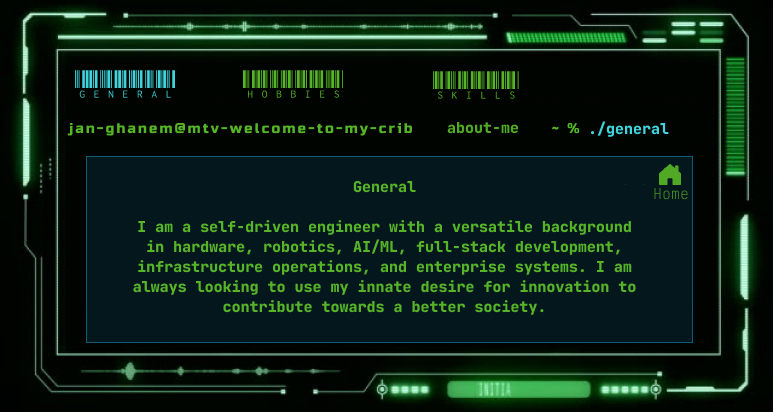 GENERAL HOBBIES SKILLS
jan-ghanem@mtv-welcome-to-my-crib about-me ~ % ./general
Home
General
I am a self-driven engineer with a versatile background
in hardware, robotics, AI/ML, full-stack development,
infrastructure operations, and enterprise systems. I am
always looking to use my innate desire for innovation to
contribute towards a better society.
INITIA